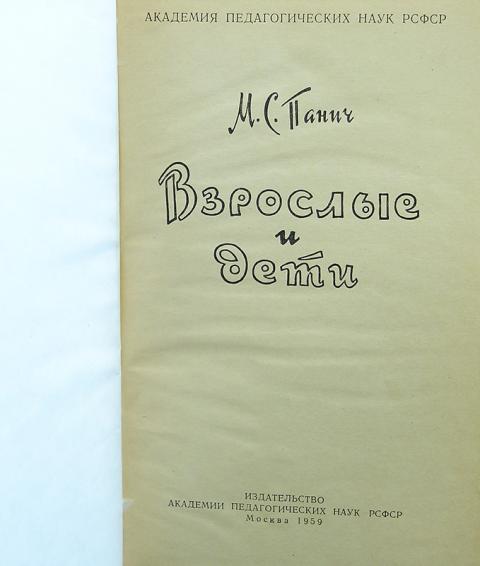 АКАДЕМИЯ ПЕДАГОГИЧЕСКИХ НАУК РСФСР
М. С. Панич
Взрослые
и
дети
ИЗДАТЕЛЬСТВО
АКАДЕМИИ ПЕДАГОГИЧЕСКИХ НАУК РСФСР
Москва 1959